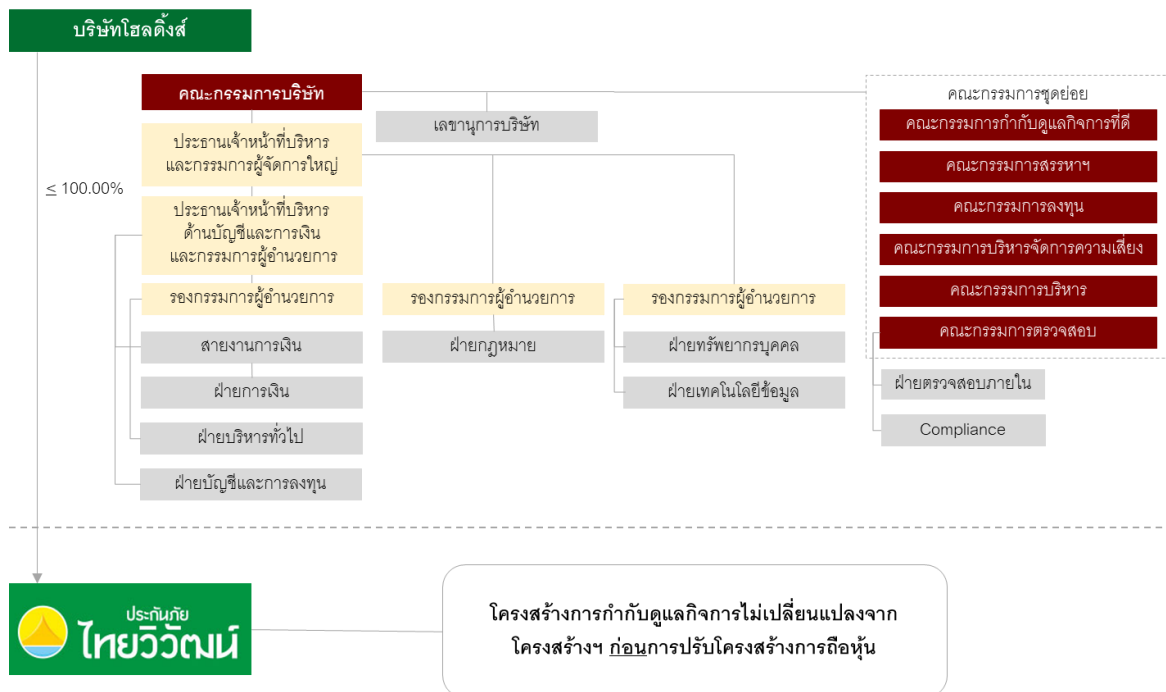 บริษัทโฮลดิ้งส์
≤ 100.00%
คณะกรรมการบริษัท
เลขานุการบริษัท
ประธานเจ้าหน้าที่บริหาร
และกรรมการผู้จัดการใหญ่
ประธานเจ้าหน้าที่บริหาร
ด้านบัญชีและการเงิน
และกรรมการผู้อำนวยการ
รองกรรมการผู้อำนวยการ
สายงานการเงิน
ฝ่ายการเงิน
ฝ่ายบริหารทั่วไป
ฝ่ายบัญชีและการลงทุน
รองกรรมการผู้อำนวยการ
ฝ่ายกฎหมาย
รองกรรมการผู้อำนวยการ
ฝ่ายทรัพยากรบุคคล
ฝ่ายเทคโนโลยีข้อมูล
คณะกรรมการชุดย่อย
คณะกรรมการกำกับดูแลกิจการที่ดี
คณะกรรมการสรรหาฯ
คณะกรรมการลงทุน
คณะกรรมการบริหารจัดการความเสี่ยง
คณะกรรมการบริหาร
คณะกรรมการตรวจสอบ
ฝ่ายตรวจสอบภายใน
Compliance
ประกันภัย
ไทยวิวัฒน์
โครงสร้างการกำกับดูแลกิจการไม่เปลี่ยนแปลงจาก
โครงสร้างฯ ก่อนการปรับโครงสร้างการถือหุ้น